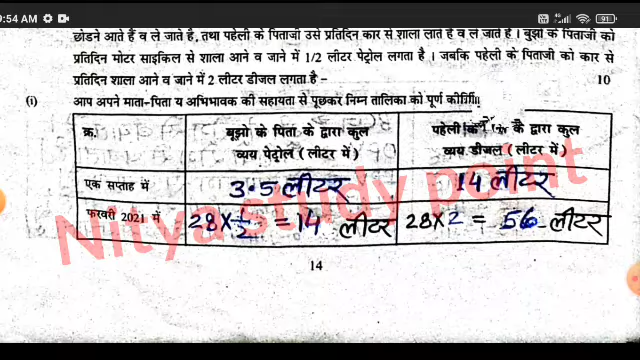 9:54 AM
91
छोडने आते हैं व ले जाते है, तथा पहेली के पिताजी उसे प्रतिदिन कार से शाला लाते है व ले जाते है। बुझो के पिताजी को
प्रतिदिन मोटर साइकिल से शाला आने व जाने में 1/2 लीटर पेट्रोल लगता है। जबकि पहेली के पिताजी को कार से
प्रतिदिन शाला आने व जाने में 2 लीटर डीजल लगता है – 10
(i) आप अपने माता-पिता य अभिभावक की सहायता से पूछकर निम्न तालिका को पूर्ण
क्र. बूझो के पिता के द्वारा कुल व्यय पेट्रोल (लीटर में) पहेली के द्वारा कुल व्यय डीजल (लीटर में)
एक सप्ताह में 3.5 लीटर 14 लीटर
फरवरी 2021 में 28 × 1/2 = 14 लीटर 28 × 2 = 56 लीटर
Nitya study point
14